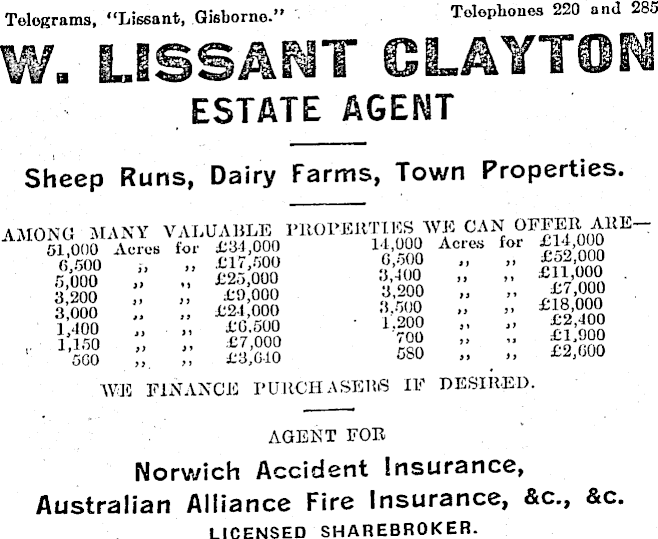 Telegrams, "Lissant, Gisborne." Telephones 220 and 285
W. LISSANT CLAYTON
ESTATE AGENT
Sheep Runs, Dairy Farms, Town Properties.
AMONG MANY VALUABLE PROPERTIES WE CAN OFFER ARE—
51,000 Acres for £34,000 14,000 Acres for £14,000
6,500 ,, ,, £17,500 6,500 ,, ,, £52,000
5,000 ,, ,, £25,000 3,400 ,, ,, £11,000
3,200 ,, ,, £9,000 3,200 ,, ,, £7,000
3,000 ,, ,, £24,000 3,500 ,, ,, £18,000
1,400 ,, ,, £6,500 1,200 ,, ,, £2,400
1,150 ,, ,, £7,000 700 ,, ,, £1,900
560 ,, ,, £3,640 580 ,, ,, £2,600
WE FINANCE PURCHASERS IF DESIRED.
AGENT FOR
Norwich Accident Insurance,
Australian Alliance Fire Insurance, &c., &c.
LICENSED SHAREBROKER.